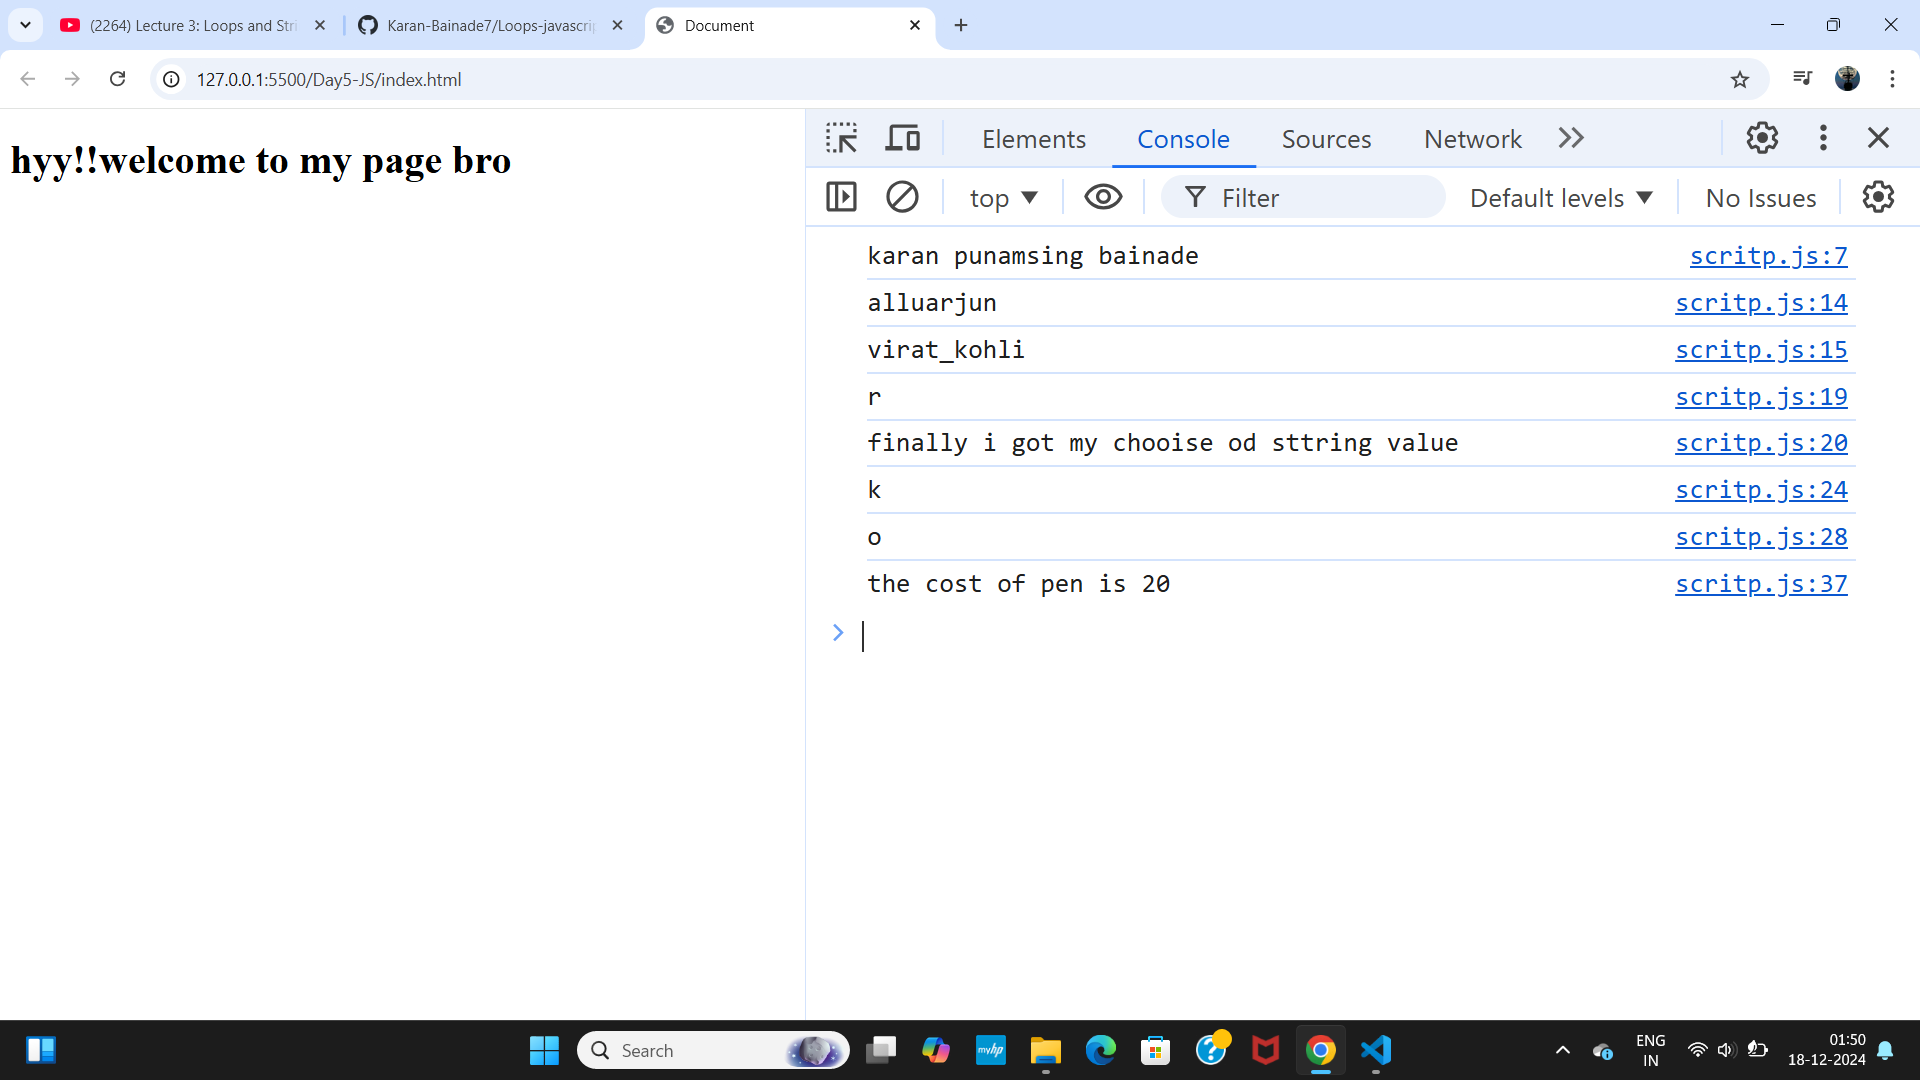 (2264) Lecture 3: Loops and Stri
Karan-Bainade7/Loops-javascrip
Document
127.0.0.1:5500/Day5-JS/index.html
hyy!!welcome to my page bro
Elements Console Sources Network
top Filter Default levels No Issues
karan punamsing bainade scritp.js:7
alluarjun scritp.js:14
virat_kohli scritp.js:15
r scritp.js:19
finally i got my chooise od sttring value scritp.js:20
k scritp.js:24
o scritp.js:28
the cost of pen is 20 scritp.js:37
Search
myhp
ENG
IN
01:50
18-12-2024